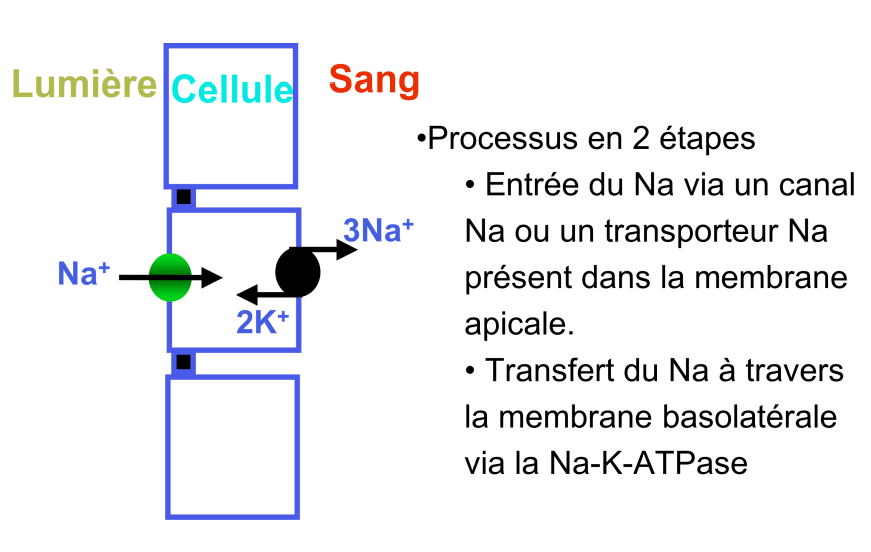 Lumière
Cellule
Sang
•Processus en 2 étapes
• Entrée du Na via un canal
Na ou un transporteur Na
présent dans la membrane
apicale.
• Transfert du Na à travers
la membrane basolatérale
via la Na-K-ATPase
3Na⁺
Na⁺
2K⁺